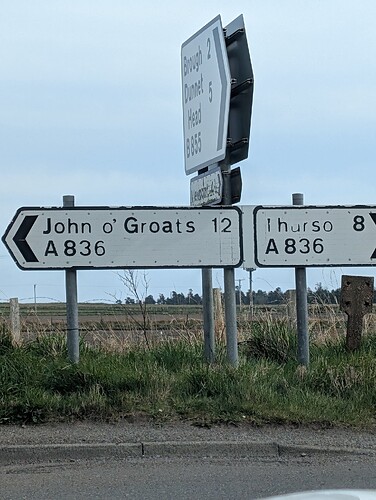 Brough 2
Dunnet
Head 5
B855
John o' Groats 12
A836
Thurso 8
A836